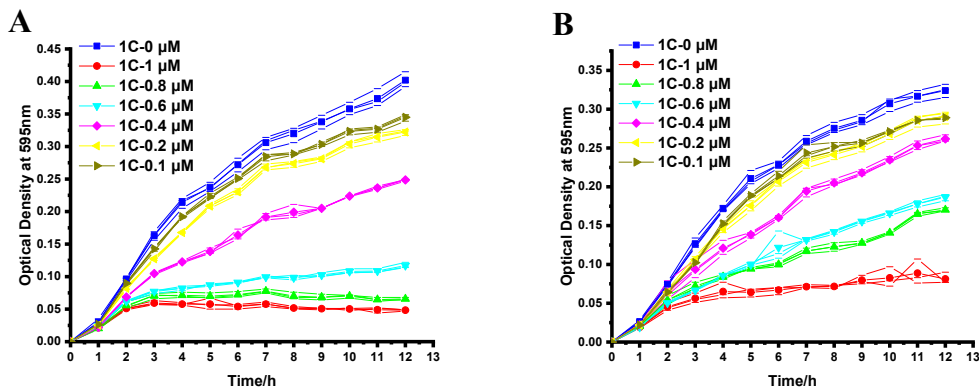 A
0.45
0.40
0.35
0.30
0.25
0.20
0.15
0.10
0.05
0.00
Optical Density at 595nm
1C-0 μM
1C-1 μM
1C-0.8 μM
1C-0.6 μM
1C-0.4 μM
1C-0.2 μM
1C-0.1 μM
0 1 2 3 4 5 6 7 8 9 10 11 12 13
Time/h
B
0.35
0.30
0.25
0.20
0.15
0.10
0.05
0.00
Optical Density at 595nm
1C-0 μM
1C-1 μM
1C-0.8 μM
1C-0.6 μM
1C-0.4 μM
1C-0.2 μM
1C-0.1 μM
0 1 2 3 4 5 6 7 8 9 10 11 12 13
Time/h